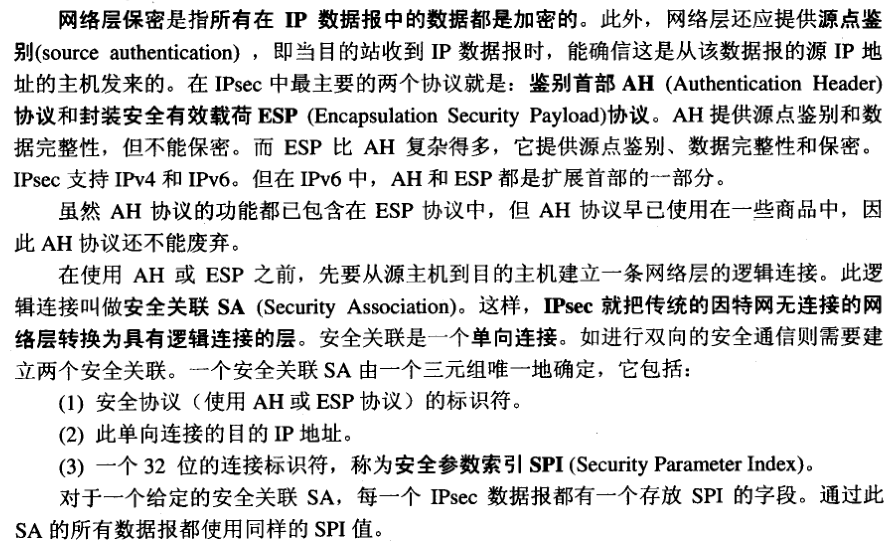 网络层保密是指所有在 IP 数据报中的数据都是加密的。此外，网络层还应提供源点鉴
别(source authentication) ，即当目的站收到 IP 数据报时，能确信这是从该数据报的源 IP 地
址的主机发来的。在 IPsec 中最主要的两个协议就是：鉴别首部 AH (Authentication Header)
协议和封装安全有效载荷 ESP (Encapsulation Security Payload)协议。AH 提供源点鉴别和数
据完整性，但不能保密。而 ESP 比 AH 复杂得多，它提供源点鉴别、数据完整性和保密。
IPsec 支持 IPv4 和 IPv6。但在 IPv6 中，AH 和 ESP 都是扩展首部的一部分。
虽然 AH 协议的功能都已包含在 ESP 协议中，但 AH 协议早已使用在一些商品中，因
此 AH 协议还不能废弃。
在使用 AH 或 ESP 之前，先要从源主机到目的主机建立一条网络层的逻辑连接。此逻
辑连接叫做安全关联 SA (Security Association)。这样，IPsec 就把传统的因特网无连接的网
络层转换为具有逻辑连接的层。安全关联是一个单向连接。如进行双向的安全通信则需要建
立两个安全关联。一个安全关联 SA 由一个三元组唯一地确定，它包括：
(1) 安全协议（使用 AH 或 ESP 协议）的标识符。
(2) 此单向连接的目的 IP 地址。
(3) 一个 32 位的连接标识符，称为安全参数索引 SPI (Security Parameter Index)。
对于一个给定的安全关联 SA，每一个 IPsec 数据报都有一个存放 SPI 的字段。通过此
SA 的所有数据报都使用同样的 SPI 值。